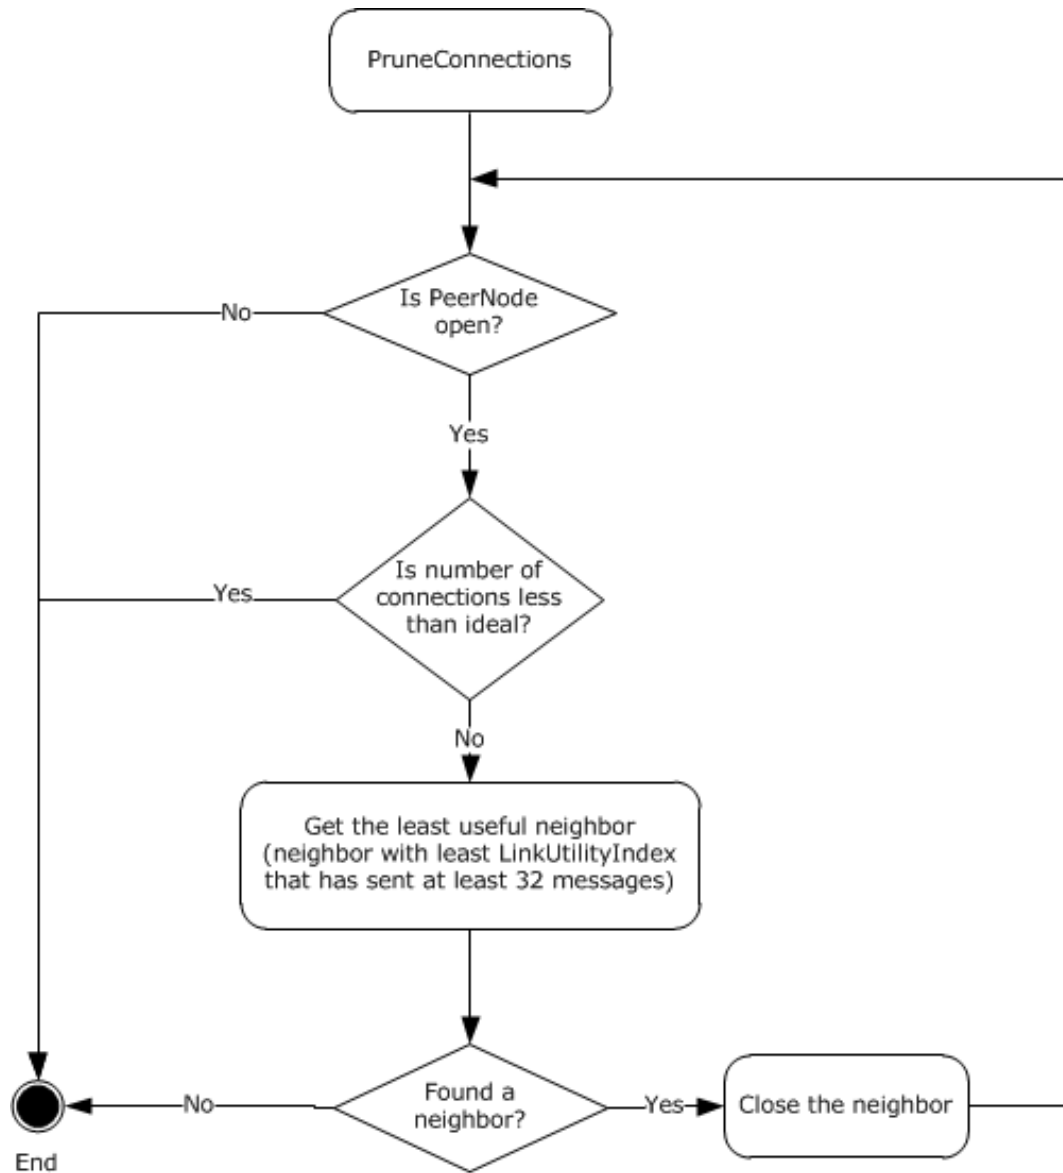 PruneConnections
Is PeerNode
open?
No
Yes
Is number of
connections less
than ideal?
Yes
No
Get the least useful neighbor
(neighbor with least LinkUtilityIndex
that has sent at least 32 messages)
Found a
neighbor?
No
Yes
Close the neighbor
End